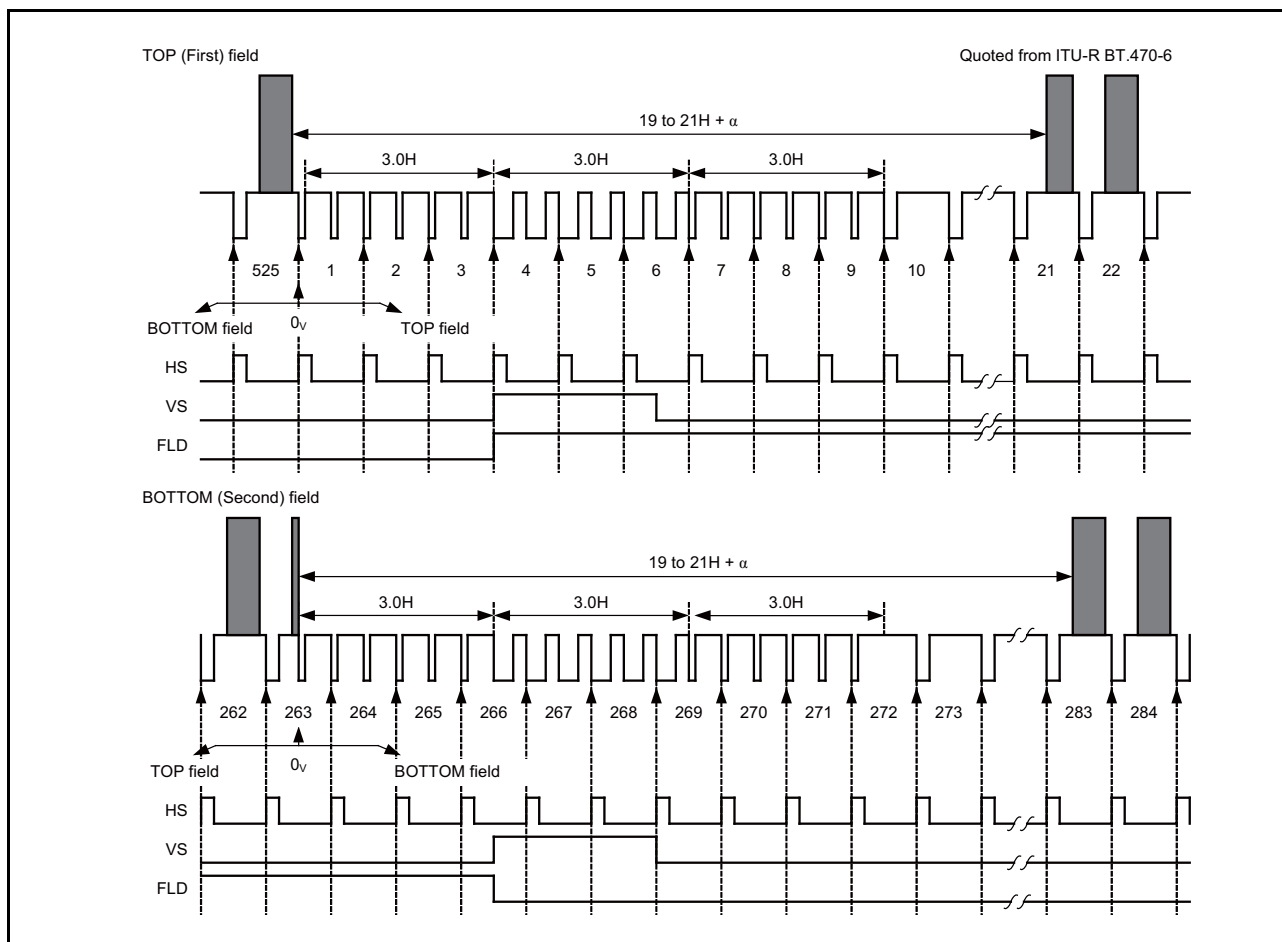 TOP (First) field
Quoted from ITU-R BT.470-6
19 to 21H + α
3.0H 3.0H 3.0H
525 1 2 3 4 5 6 7 8 9 10 21 22
0V
BOTTOM field TOP field
HS
VS
FLD
BOTTOM (Second) field
19 to 21H + α
3.0H 3.0H 3.0H
262 263 264 265 266 267 268 269 270 271 272 273 283 284
0V
TOP field BOTTOM field
HS
VS
FLD